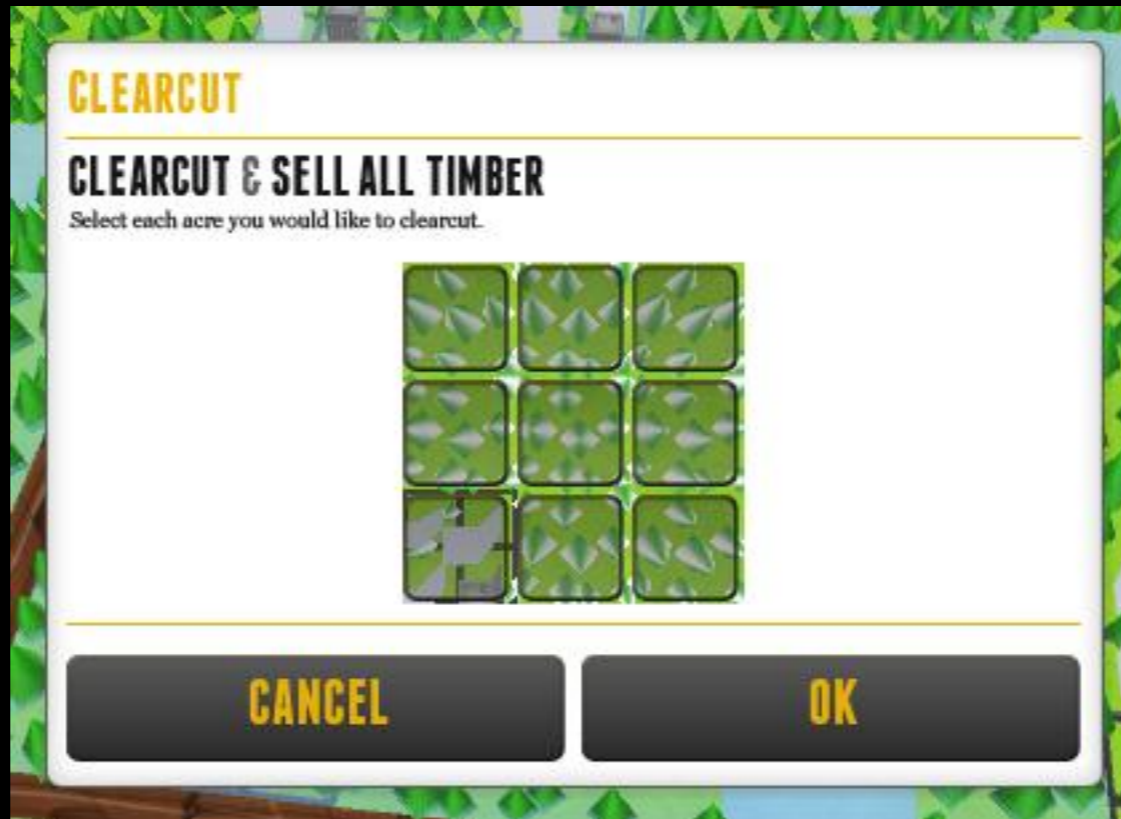 CLEARCUT
CLEARCUT & SELL ALL TIMBER
Select each acre you would like to clearcut.
CANCEL
OK